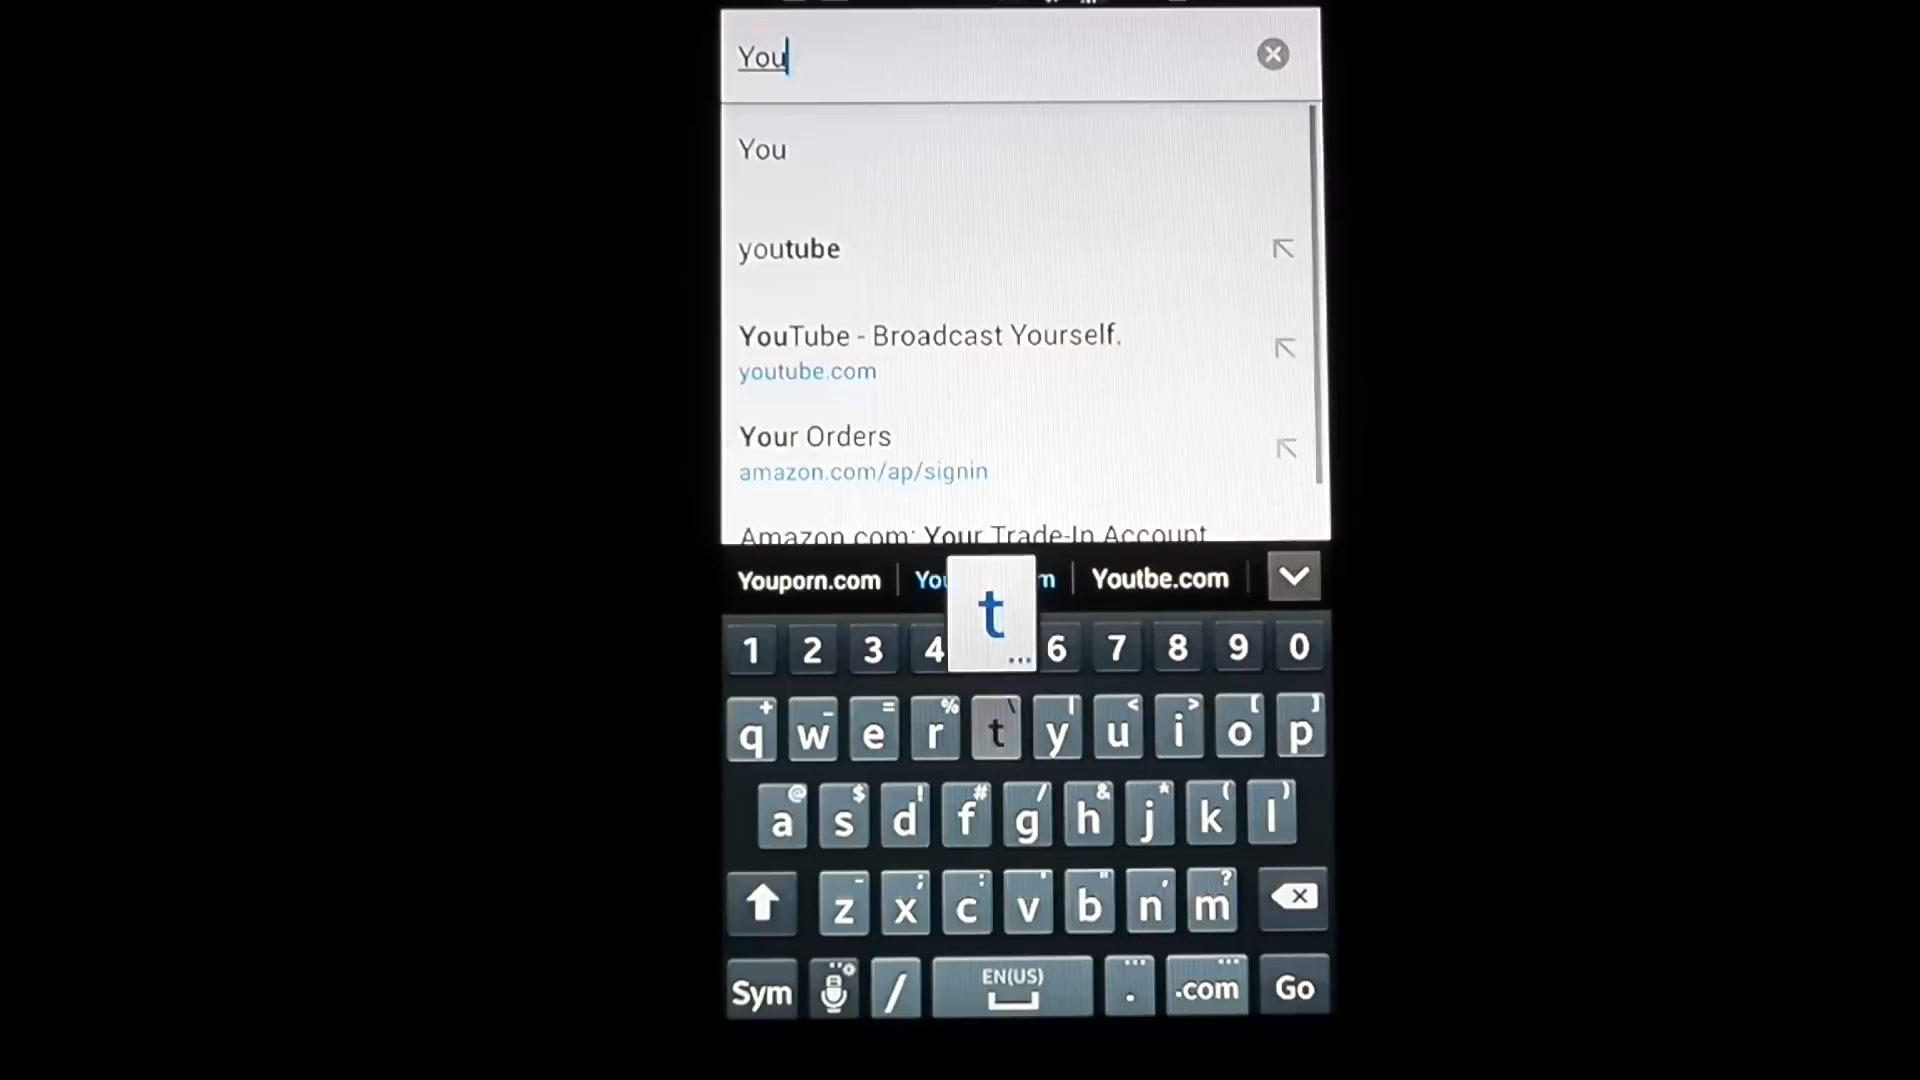 You
You
youtube
YouTube - Broadcast Yourself.
youtube.com
Your Orders
amazon.com/ap/signin
Amazon.com: Your Trade-In Account
Youporn.com You m Youtbe.com
t
...
1 2 3 4 6 7 8 9 0
+ _ = % \ | < > [ ]
q w e r t y u i o p
@ $ ! # / & * ( )
a s d f g h j k l
- ; : ' " , ?
z x c v b n m
Sym / EN(US) . .com Go